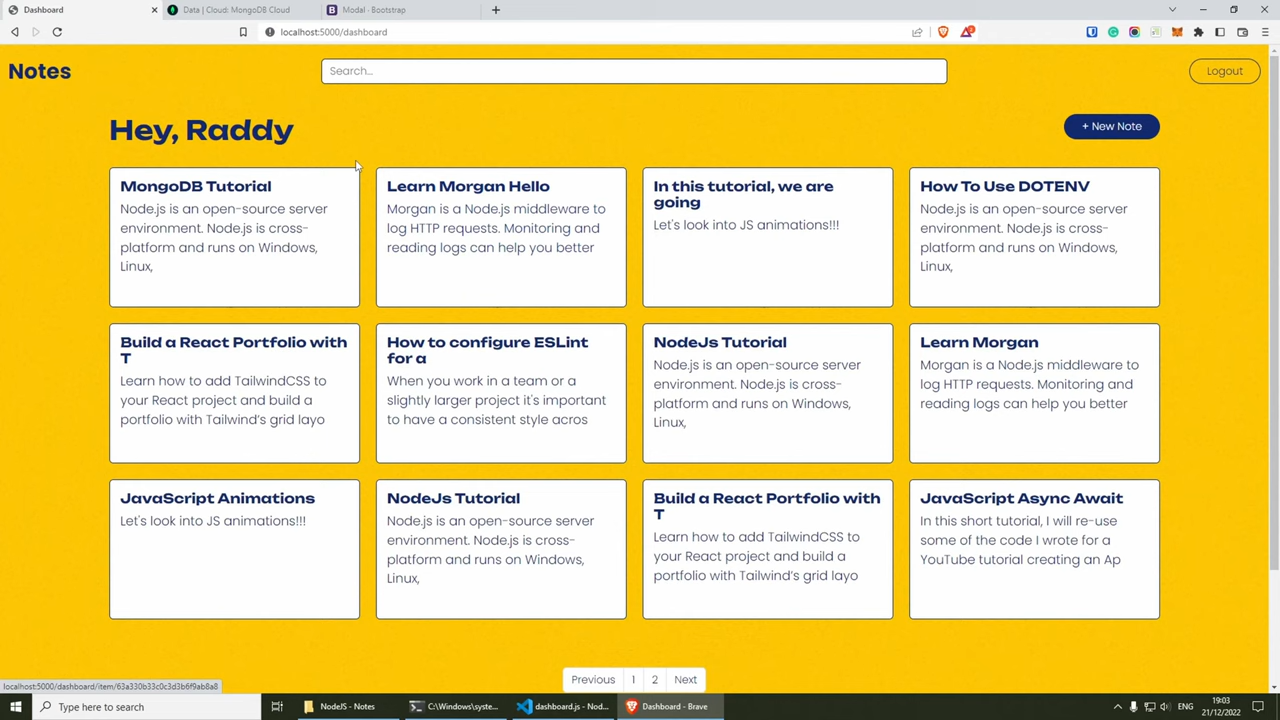 Dashboard
Data | Cloud: MongoDB Cloud
Modal · Bootstrap
localhost:5000/dashboard
Notes
Search...
Logout
Hey, Raddy
+ New Note
MongoDB Tutorial
Node.js is an open-source server
environment. Node.js is cross-
platform and runs on Windows,
Linux,
Learn Morgan Hello
Morgan is a Node.js middleware to
log HTTP requests. Monitoring and
reading logs can help you better
In this tutorial, we are
going
Let's look into JS animations!!!
How To Use DOTENV
Node.js is an open-source server
environment. Node.js is cross-
platform and runs on Windows,
Linux,
Build a React Portfolio with
T
Learn how to add TailwindCSS to
your React project and build a
portfolio with Tailwind's grid layo
How to configure ESLint
for a
When you work in a team or a
slightly larger project it's important
to have a consistent style acros
NodeJs Tutorial
Node.js is an open-source server
environment. Node.js is cross-
platform and runs on Windows,
Linux,
Learn Morgan
Morgan is a Node.js middleware to
log HTTP requests. Monitoring and
reading logs can help you better
JavaScript Animations
Let's look into JS animations!!!
NodeJs Tutorial
Node.js is an open-source server
environment. Node.js is cross-
platform and runs on Windows,
Linux,
Build a React Portfolio with
T
Learn how to add TailwindCSS to
your React project and build a
portfolio with Tailwind's grid layo
JavaScript Async Await
In this short tutorial, I will re-use
some of the code I wrote for a
YouTube tutorial creating an Ap
Previous 1 2 Next
localhost:5000/dashboard/item/63a330b33c0c3d3b6f9ab8a8
Type here to search
NodeJS - Notes
C:\Windows\syste...
dashboard.js - Nod...
Dashboard - Brave
ENG
19:03
21/12/2022